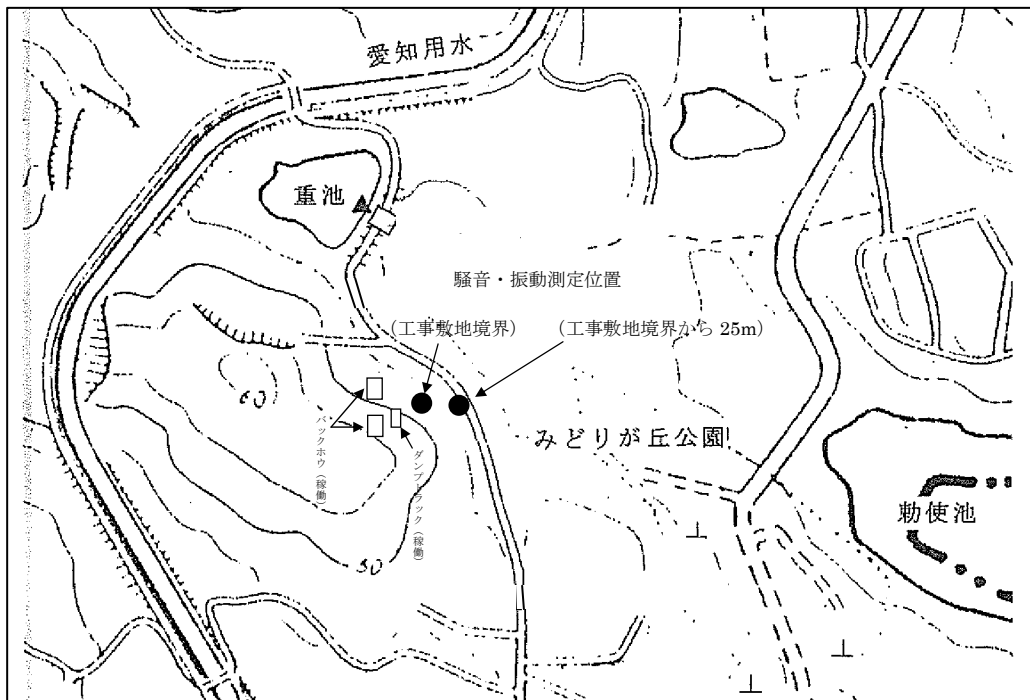 愛知用水
重池
騒音・振動測定位置
(工事敷地境界)
(工事敷地境界から 25m)
60
バックホウ(稼働)
ダンプトラック(稼働)
みどりが丘公園
勅使池
50